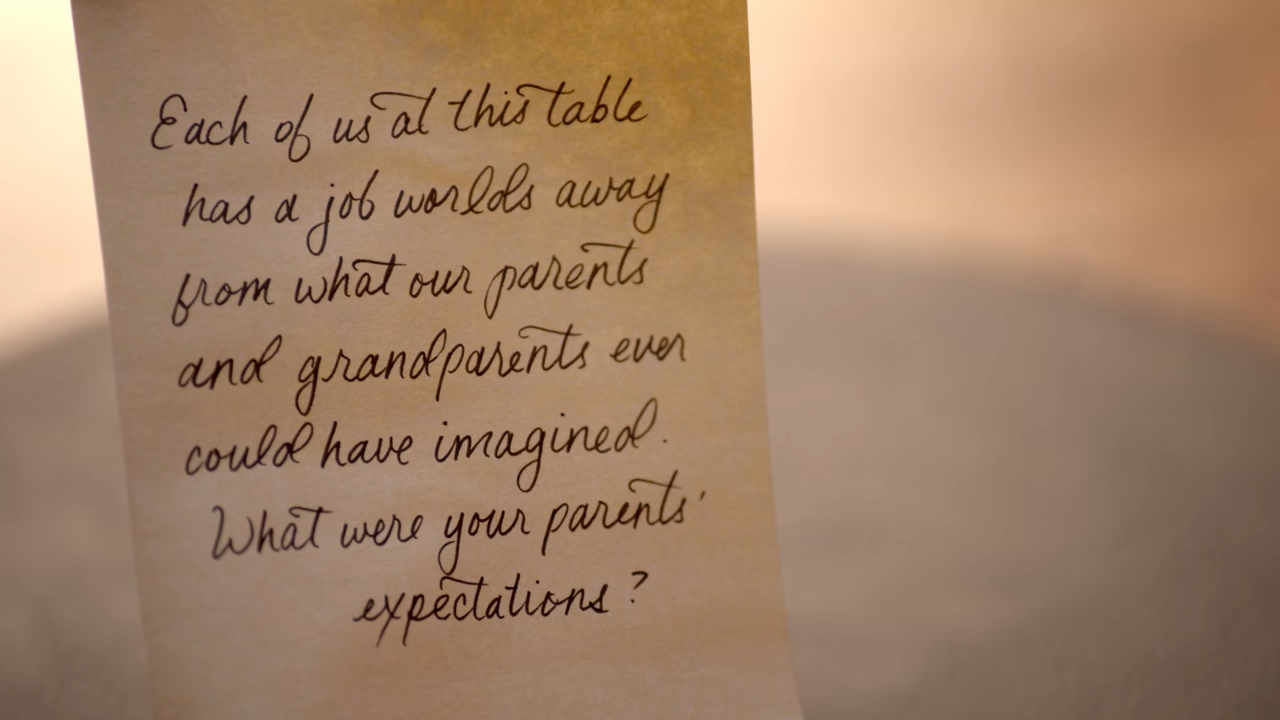 Each of us at this table
has a job worlds away
from what our parents
and grandparents ever
could have imagined.
What were your parents'
expectations?